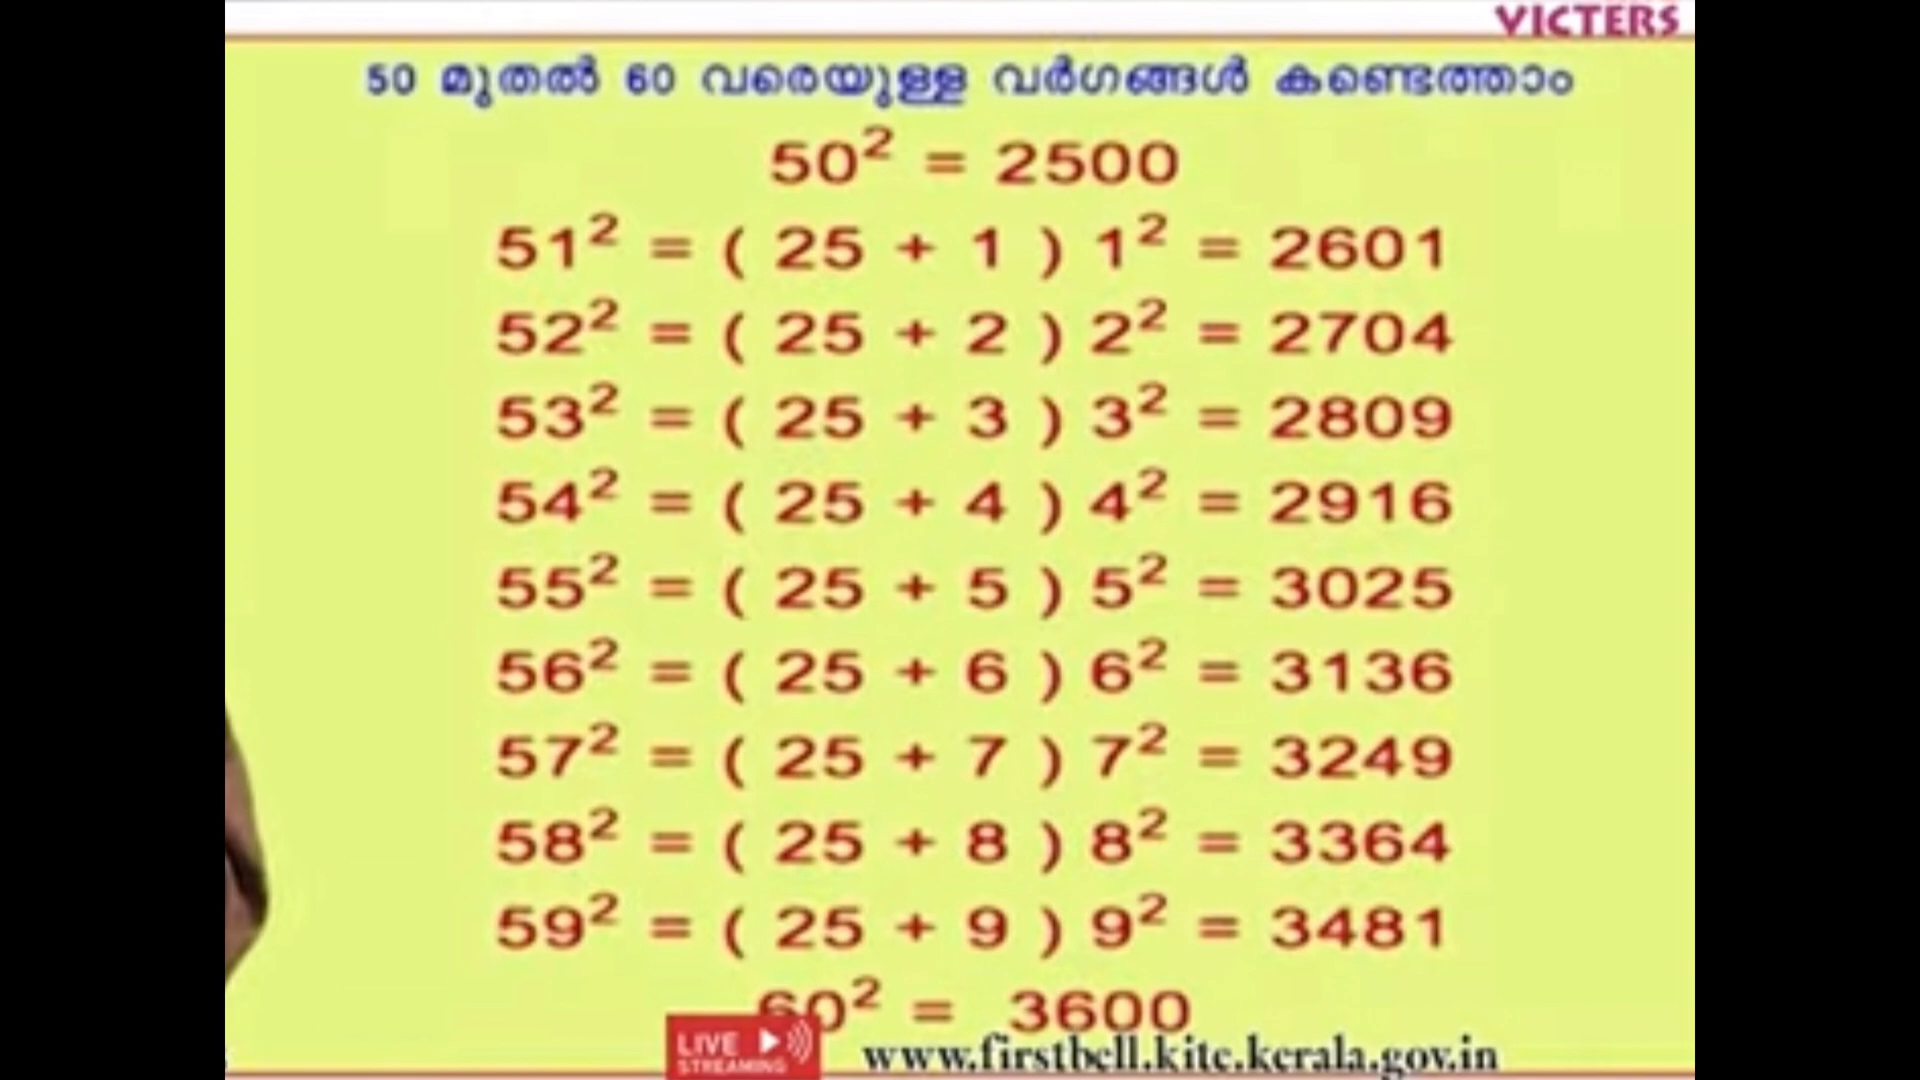 VICTERS
50 മുതൽ 60 വരെയുള്ള വർഗങ്ങൾ കണ്ടെത്താം
50² = 2500
51² = ( 25 + 1 ) 1² = 2601
52² = ( 25 + 2 ) 2² = 2704
53² = ( 25 + 3 ) 3² = 2809
54² = ( 25 + 4 ) 4² = 2916
55² = ( 25 + 5 ) 5² = 3025
56² = ( 25 + 6 ) 6² = 3136
57² = ( 25 + 7 ) 7² = 3249
58² = ( 25 + 8 ) 8² = 3364
59² = ( 25 + 9 ) 9² = 3481
60² = 3600
LIVE
STREAMING
www.firstbell.kite.kerala.gov.in